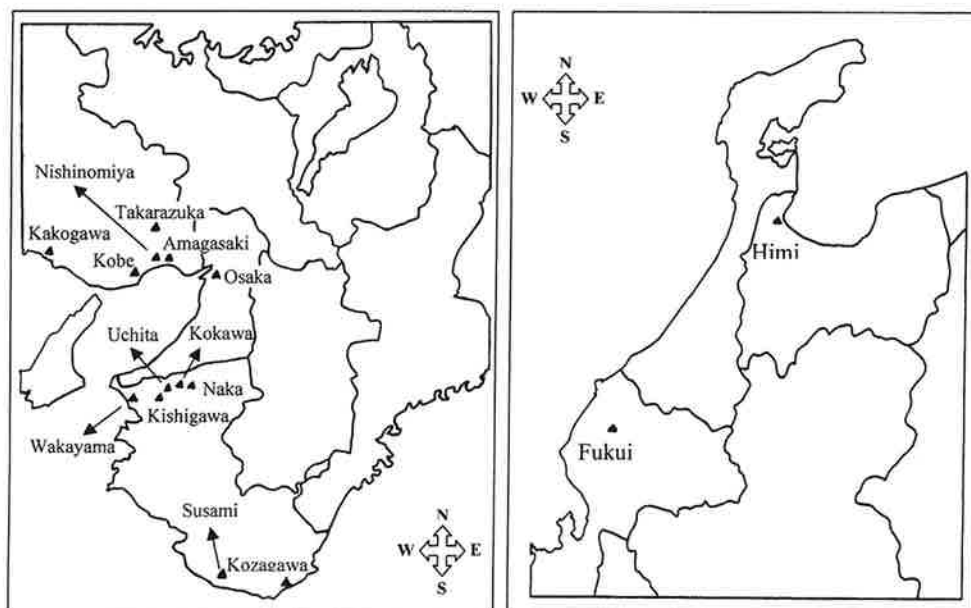 Nishinomiya
Takarazuka
Kakogawa
Amagasaki
Kobe
Osaka
Uchita
Kokawa
Naka
Kishigawa
Wakayama
Susami
Kozagawa
N
W E
S
N
W E
S
Himi
Fukui